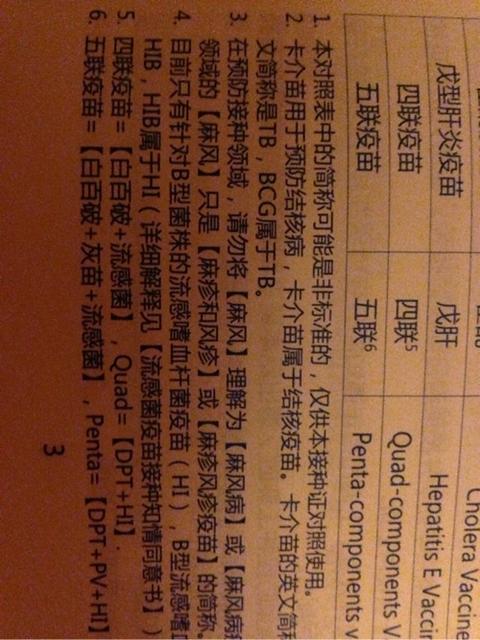 Cholera Vaccine
戊型肝炎疫苗 戊肝 Hepatitis E Vacci
四联疫苗 四联5 Quad-components V
五联疫苗 五联6 Penta-components v
1. 本对照表中的简称可能是非标准的，仅供本接种证对照使用。
2. 卡介苗用于预防结核病，卡介苗属于结核疫苗。卡介苗的英文简称
文简称是TB，BCG属于TB。
3. 在预防接种领域，请勿将【麻风】理解为【麻风病】或【麻风病疫
领域的【麻风】只是【麻疹和风疹】或【麻疹风疹疫苗】的简称。
4. 目前只有针对B型菌株的流感嗜血杆菌疫苗（HI），B型流感嗜
HIB，HIB属于HI（详细解释见【流感菌疫苗接种知情同意书】）
5. 四联疫苗=【白百破+流感菌】，Quad=【DPT+HI】.
6. 五联疫苗=【白百破+灰苗+流感菌】，Penta=【DPT+PV+HI】
3